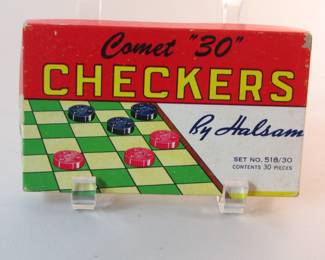 Comet "30"
CHECKERS
By Halsam
SET NO. 518/30
CONTENTS 30 PIECES